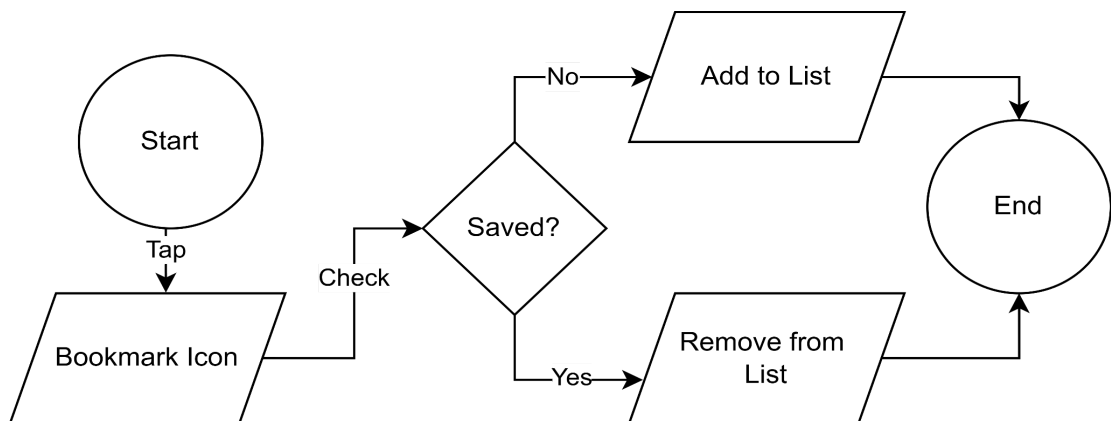 Start
Tap
Bookmark Icon
Check
Saved?
No
Add to List
Yes
Remove from
List
End